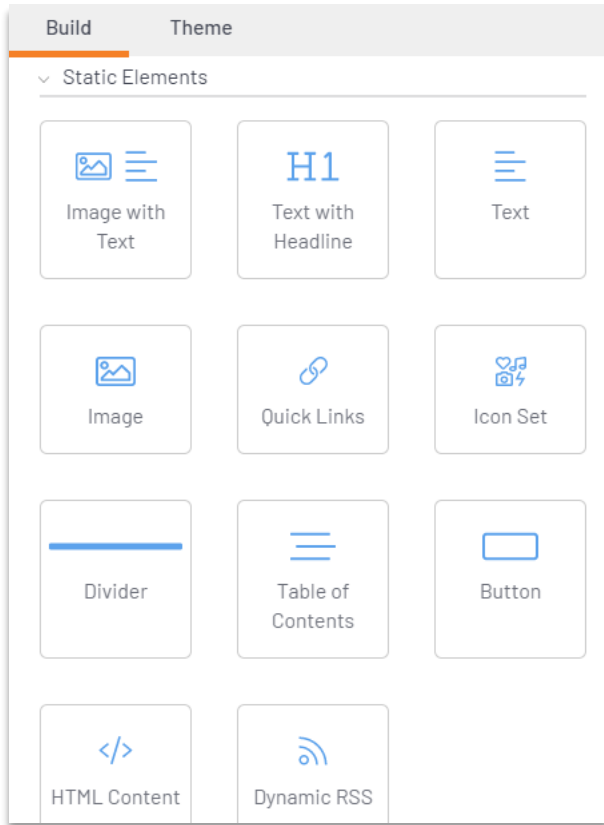 Build Theme
Static Elements
Image with
Text
H1
Text with
Headline
Text
Image
Quick Links
Icon Set
Divider
Table of
Contents
Button
</>
HTML Content
Dynamic RSS